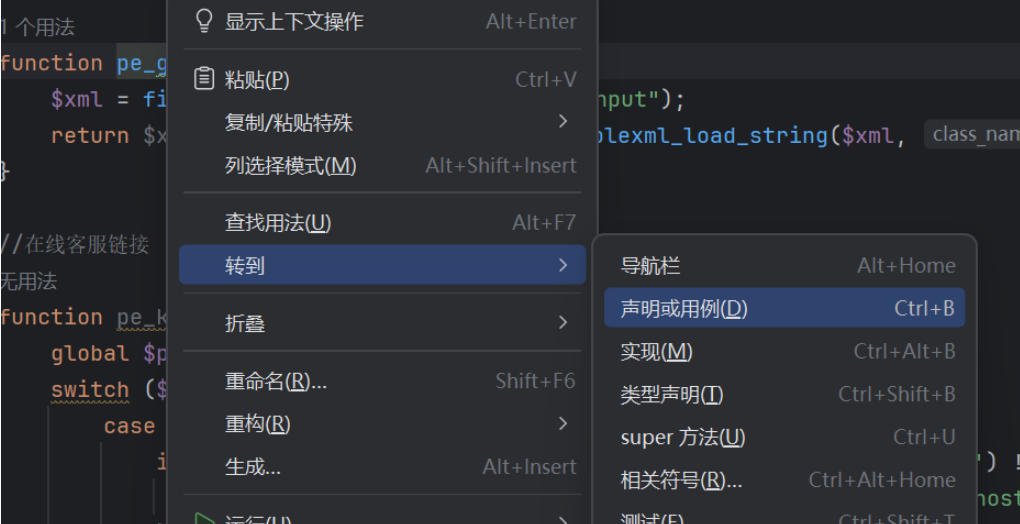 1 个用法
显示上下文操作 Alt+Enter
function pe_g
粘贴(P) Ctrl+V
$xml = fi nput");
复制/粘贴特殊
return $x plexml_load_string($xml, class_nam
列选择模式(M) Alt+Shift+Insert
}
查找用法(U) Alt+F7
//在线客服链接
转到
导航栏 Alt+Home
无用法
声明或用例(D) Ctrl+B
function pe_k
折叠
global $p
实现(M) Ctrl+Alt+B
重命名(R)... Shift+F6
switch ($
类型声明(T) Ctrl+Shift+B
重构(R)
case
super 方法(U) Ctrl+U
生成... Alt+Insert
i ') !
相关符号(R)... Ctrl+Alt+Home
host
运行(U)
测试(E) Ctrl+Shift+T